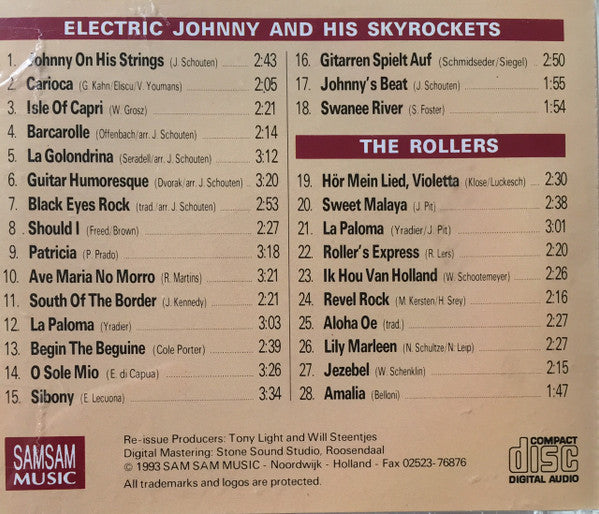 ELECTRIC JOHNNY AND HIS SKYROCKETS
1. Johnny On His Strings (J. Schouten) 2:43
2. Carioca (G. Kahn/Eliscu/V. Youmans) 2:05
3. Isle Of Capri (W. Grosz) 2:21
4. Barcarolle (Offenbach/arr. J. Schouten) 2:14
5. La Golondrina (Seradell/arr. J. Schouten) 3:12
6. Guitar Humoresque (Dvorak/arr. J. Schouten) 3:20
7. Black Eyes Rock (trad./arr. J. Schouten) 2:53
8. Should I (Freed/Brown) 2:27
9. Patricia (P. Prado) 3:18
10. Ave Maria No Morro (R. Martins) 3:21
11. South Of The Border (J. Kennedy) 2:21
12. La Paloma (Yradier) 3:03
13. Begin The Beguine (Cole Porter) 2:39
14. O Sole Mio (E. di Capua) 3:26
15. Sibony (E. Lecuona) 3:34
16. Gitarren Spielt Auf (Schmidseder/Siegel) 2:50
17. Johnny's Beat (J. Schouten) 1:55
18. Swanee River (S. Foster) 1:54
THE ROLLERS
19. Hör Mein Lied, Violetta (Klose/Luckesch) 2:30
20. Sweet Malaya (J. Pit) 2:38
21. La Paloma (Yradier/J. Pit) 3:01
22. Roller's Express (R. Lers) 2:20
23. Ik Hou Van Holland (W. Schootemeyer) 2:26
24. Revel Rock (M. Kersten/H. Srey) 2:16
25. Aloha Oe (trad.) 2:27
26. Lily Marleen (N. Schultze/N. Leip) 2:27
27. Jezebel (W. Schenklin) 2:15
28. Amalia (Belloni) 1:47
SAMSAM
MUSIC
Re-issue Producers: Tony Light and Will Steentjes
Digital Mastering: Stone Sound Studio, Roosendaal
© 1993 SAM SAM MUSIC - Noordwijk - Holland - Fax 02523-76876
All trademarks and logos are protected.
COMPACT
disc
DIGITAL AUDIO